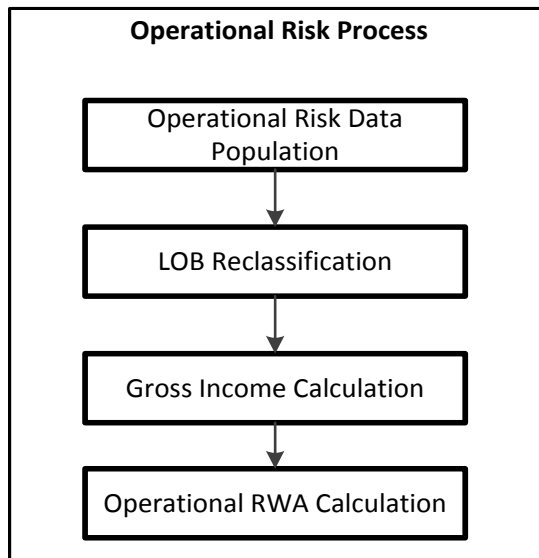 Operational Risk Process
Operational Risk Data
Population
LOB Reclassification
Gross Income Calculation
Operational RWA Calculation